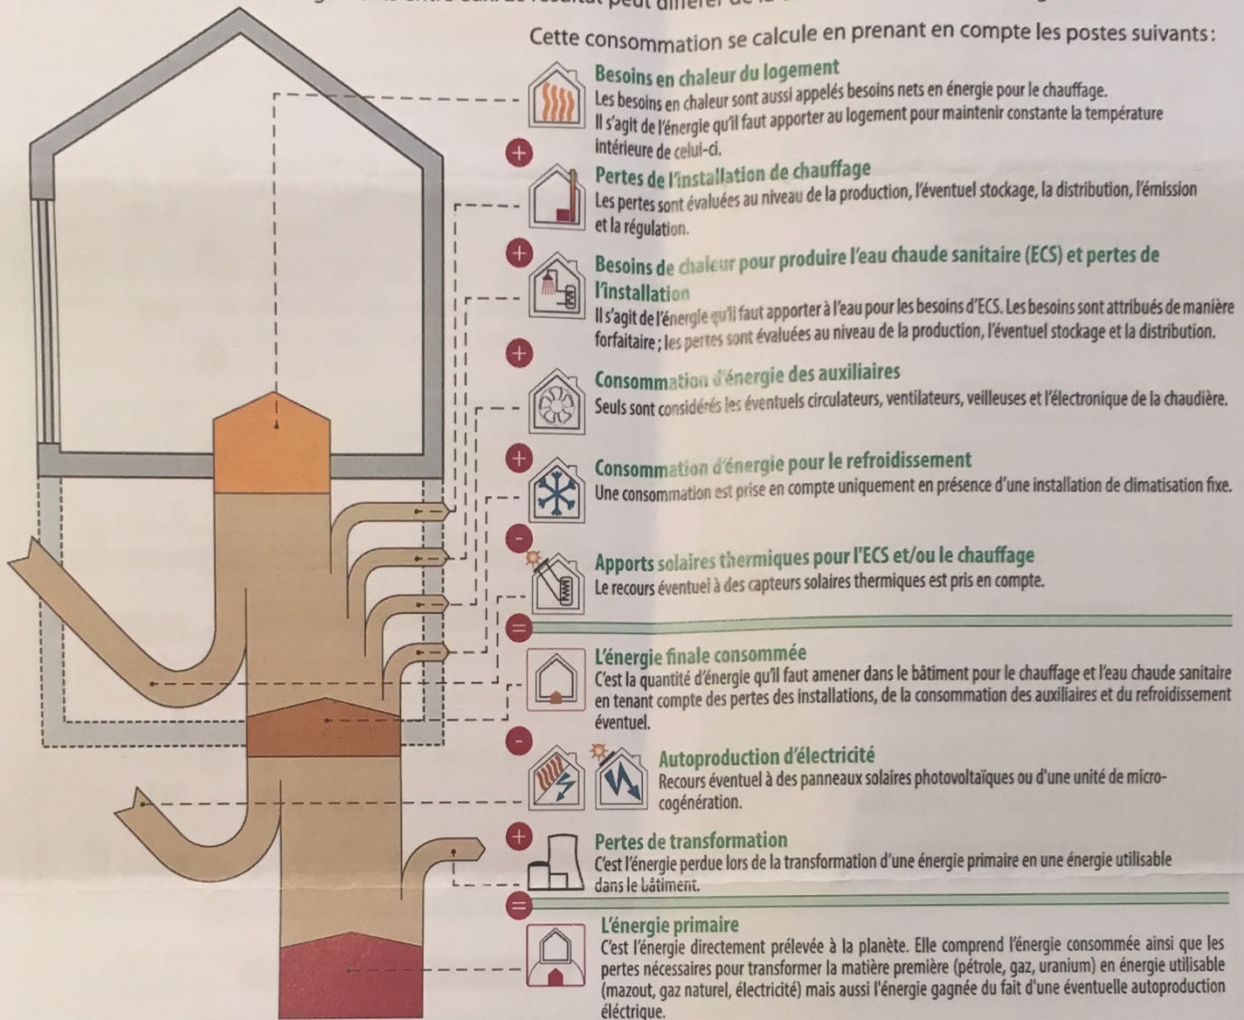 entre eux. Le résultat peut différer de la
Cette consommation se calcule en prenant en compte les postes suivants :
Besoins en chaleur du logement
Les besoins en chaleur sont aussi appelés besoins nets en énergie pour le chauffage.
Il s'agit de l'énergie qu'il faut apporter au logement pour maintenir constante la température
intérieure de celui-ci.
+
Pertes de l'installation de chauffage
Les pertes sont évaluées au niveau de la production, l'éventuel stockage, la distribution, l'émission
et la régulation.
+
Besoins de chaleur pour produire l'eau chaude sanitaire (ECS) et pertes de
l'installation
Il s'agit de l'énergie qu'il faut apporter à l'eau pour les besoins d'ECS. Les besoins sont attribués de manière
forfaitaire ; les pertes sont évaluées au niveau de la production, l'éventuel stockage et la distribution.
+
Consommation d'énergie des auxiliaires
Seuls sont considérés les éventuels circulateurs, ventilateurs, veilleuses et l'électronique de la chaudière.
+
Consommation d'énergie pour le refroidissement
Une consommation est prise en compte uniquement en présence d'une installation de climatisation fixe.
-
Apports solaires thermiques pour l'ECS et/ou le chauffage
Le recours éventuel à des capteurs solaires thermiques est pris en compte.
=
L'énergie finale consommée
C'est la quantité d'énergie qu'il faut amener dans le bâtiment pour le chauffage et l'eau chaude sanitaire
en tenant compte des pertes des installations, de la consommation des auxiliaires et du refroidissement
éventuel.
-
Autoproduction d'électricité
Recours éventuel à des panneaux solaires photovoltaïques ou d'une unité de micro-
cogénération.
+
Pertes de transformation
C'est l'énergie perdue lors de la transformation d'une énergie primaire en une énergie utilisable
dans le bâtiment.
=
L'énergie primaire
C'est l'énergie directement prélevée à la planète. Elle comprend l'énergie consommée ainsi que les
pertes nécessaires pour transformer la matière première (pétrole, gaz, uranium) en énergie utilisable
(mazout, gaz naturel, électricité) mais aussi l'énergie gagnée du fait d'une éventuelle autoproduction
éléctrique.